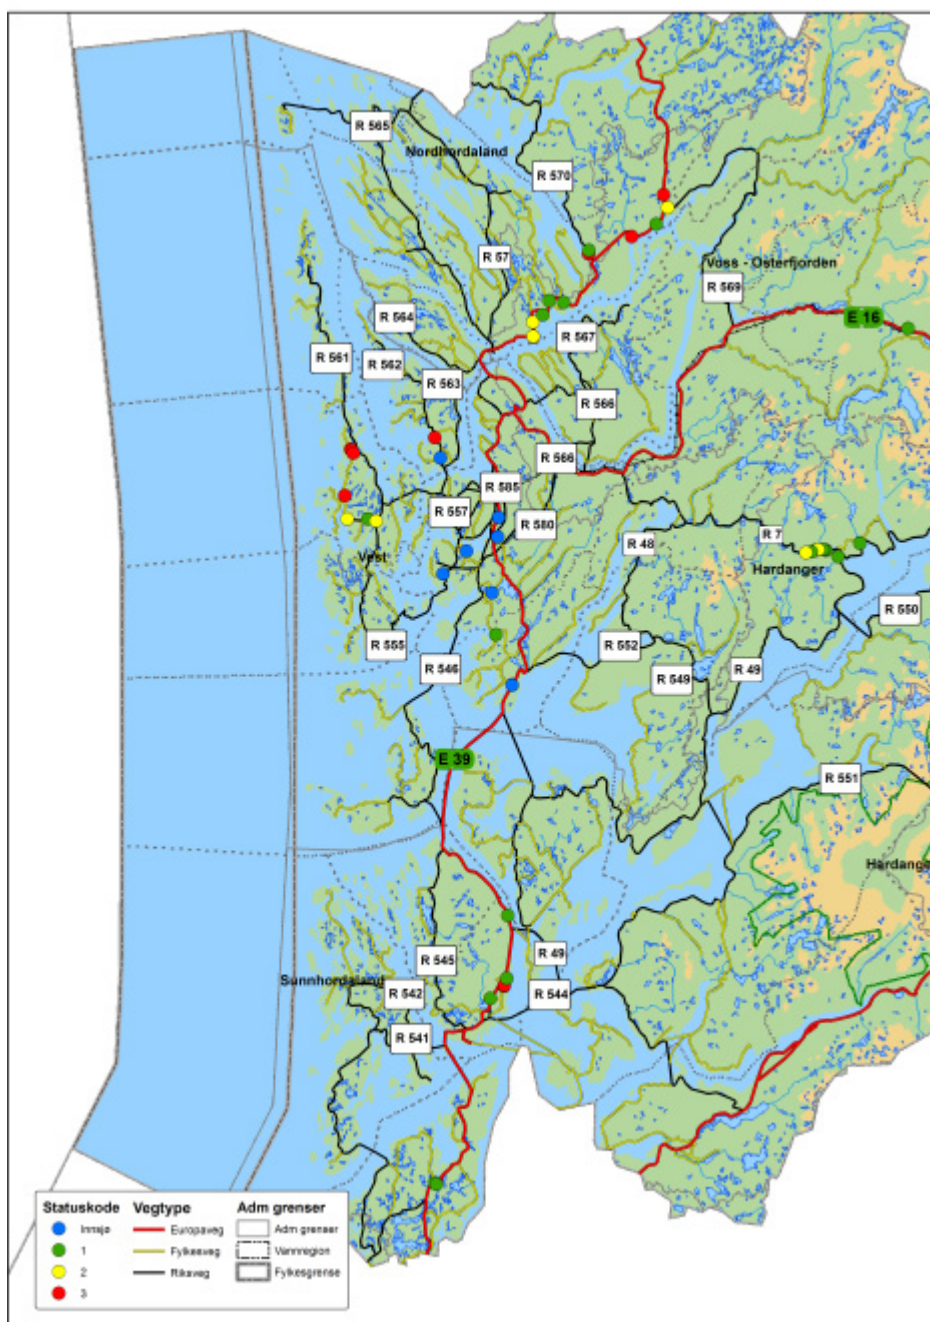 R 565
Nordhordaland
R 570
R 57
Voss - Osterfjorden
R 569
R 564
E 16
R 567
R 561
R 562
R 563
R 566
R 566
R 585
R 557
R 580
R 7
R 48
Vest
Hardanger
R 550
R 555
R 552
R 546
R 549
R 49
E 39
R 551
Hardange
R 49
R 545
Sunnhordaland
R 542
R 544
R 541
Statuskode Vegtype Adm grenser
Innsjø Europaveg Adm grenser
1 Fylkesveg Vannregion
2 Riksveg Fylkesgrense
3